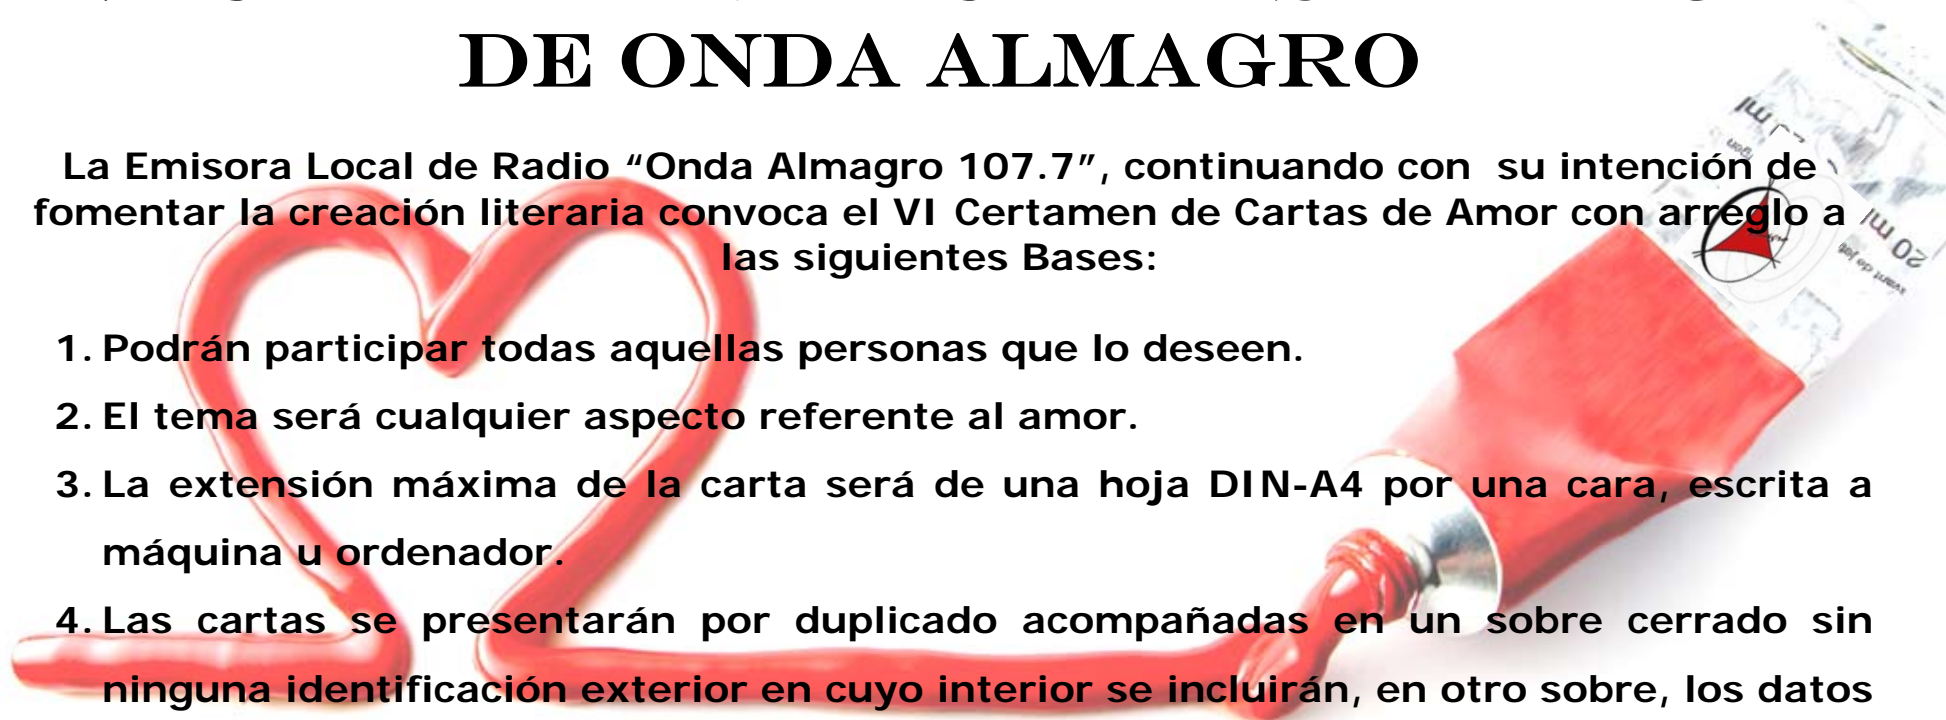 DE ONDA ALMAGRO
La Emisora Local de Radio “Onda Almagro 107.7”, continuando con su intención de
fomentar la creación literaria convoca el VI Certamen de Cartas de Amor con arreglo a
las siguientes Bases:
1. Podrán participar todas aquellas personas que lo deseen.
2. El tema será cualquier aspecto referente al amor.
3. La extensión máxima de la carta será de una hoja DIN-A4 por una cara, escrita a
máquina u ordenador.
4. Las cartas se presentarán por duplicado acompañadas en un sobre cerrado sin
ninguna identificación exterior en cuyo interior se incluirán, en otro sobre, los datos
20 ml